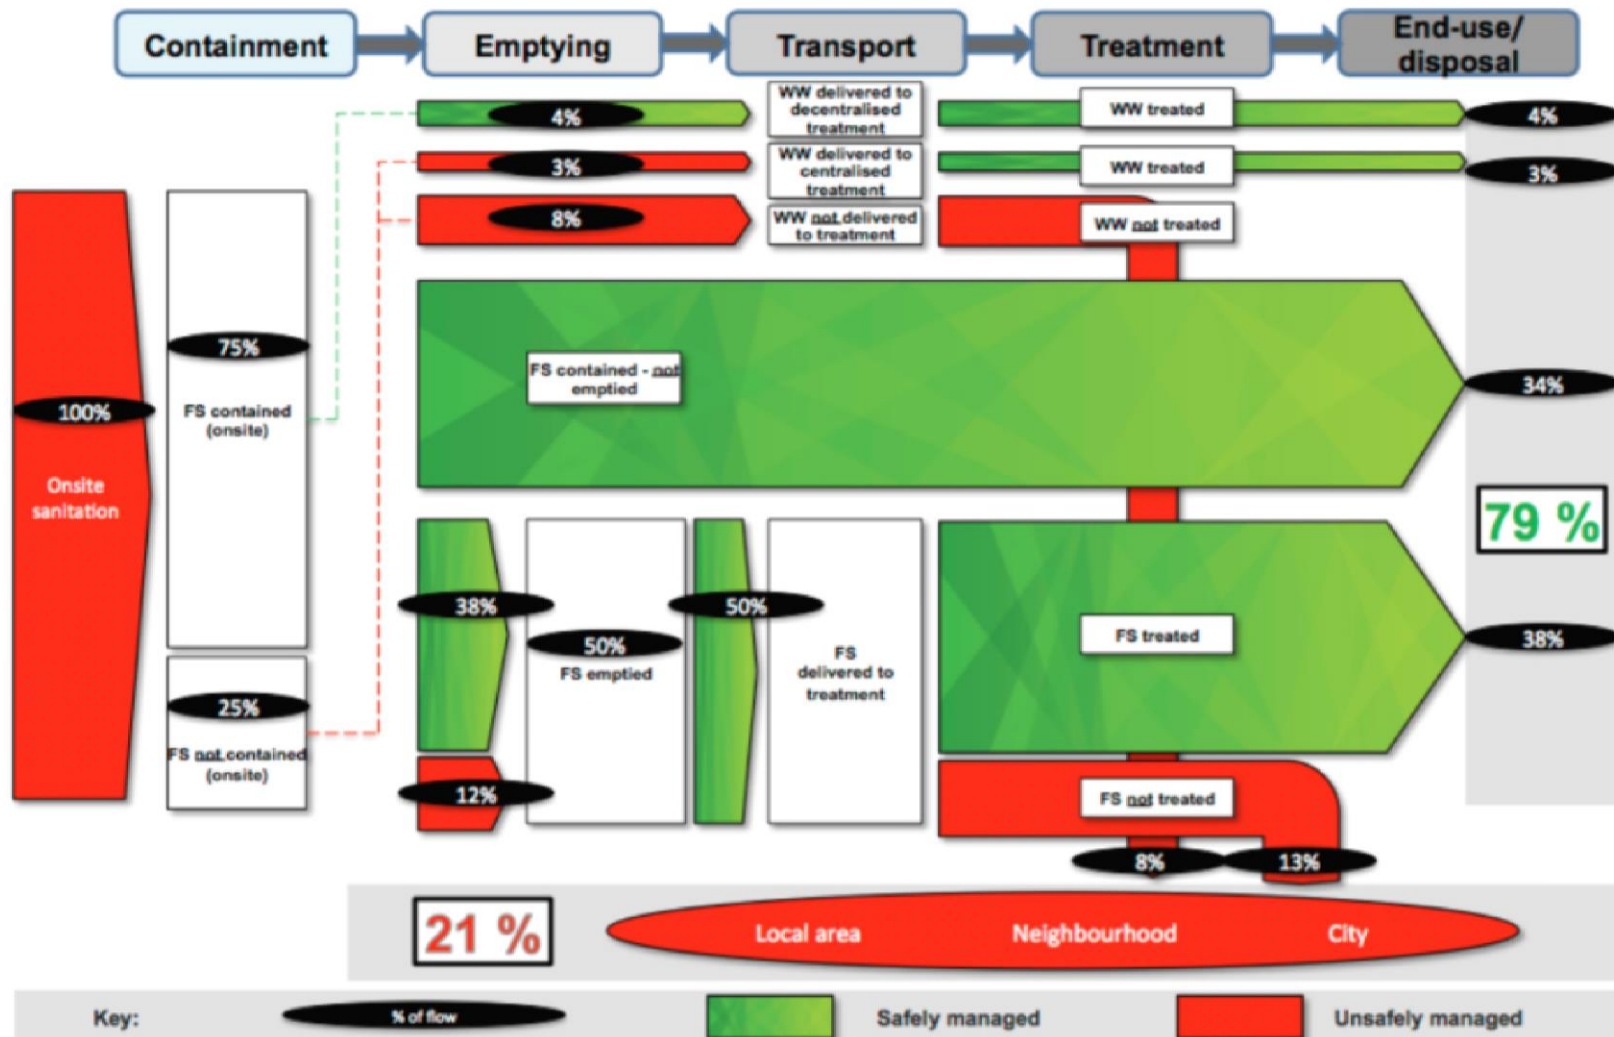 Containment
Emptying
Transport
Treatment
End-use/
disposal
4%
WW delivered to
decentralised
treatment
WW treated
4%
3%
WW delivered to
centralised
treatment
WW treated
3%
8%
WW not delivered
to treatment
WW not treated
75%
FS contained
(onsite)
100%
Onsite
sanitation
FS contained - not
emptied
34%
79 %
38%
50%
FS emptied
50%
FS
delivered to
treatment
FS treated
38%
25%
FS not contained
(onsite)
12%
FS not treated
8%
13%
21 %
Local area
Neighbourhood
City
Key:
% of flow
Safely managed
Unsafely managed